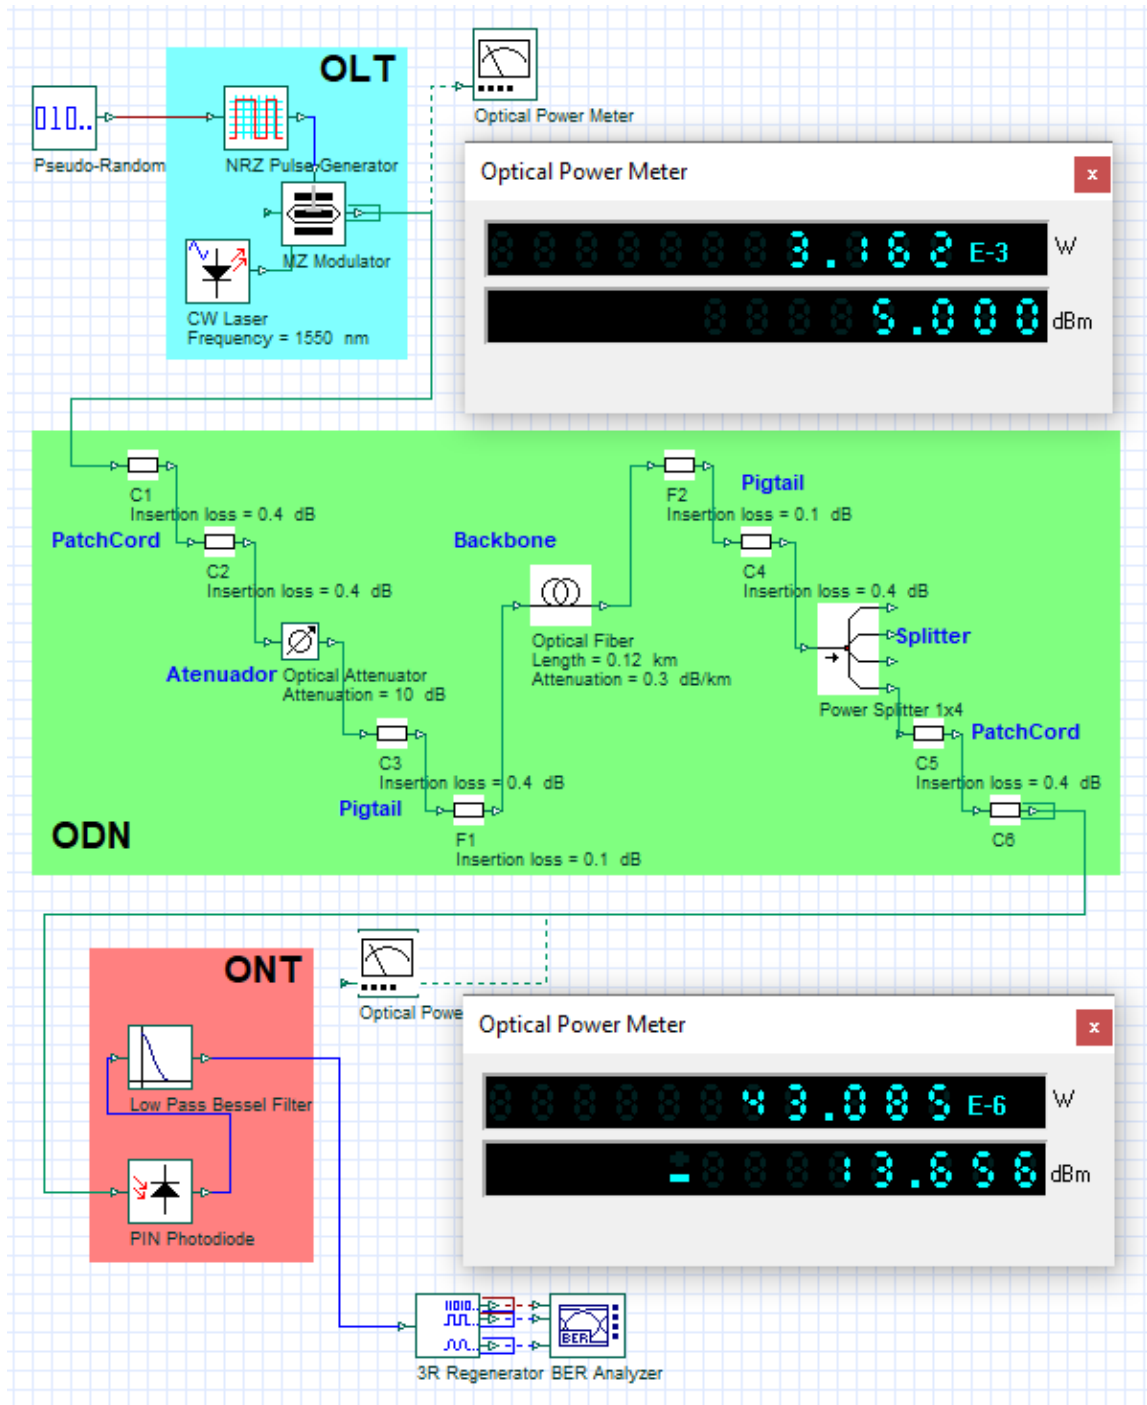 OLT
Optical Power Meter
010..
Pseudo-Random
NRZ Pulse Generator
MZ Modulator
CW Laser
Frequency = 1550 nm
Optical Power Meter
x
3.162 E-3 W
5.000 dBm
C1
Insertion loss = 0.4 dB
PatchCord
C2
Insertion loss = 0.4 dB
Atenuador
Optical Attenuator
Attenuation = 10 dB
C3
Insertion loss = 0.4 dB
Pigtail
F1
Insertion loss = 0.1 dB
ODN
Backbone
Optical Fiber
Length = 0.12 km
Attenuation = 0.3 dB/km
F2
Insertion loss = 0.1 dB
Pigtail
C4
Insertion loss = 0.4 dB
Splitter
Power Splitter 1x4
PatchCord
C5
Insertion loss = 0.4 dB
C6
ONT
Optical Powe
Low Pass Bessel Filter
PIN Photodiode
Optical Power Meter
x
43.085 E-6 W
-13.656 dBm
11010..
BER
3R Regenerator
BER Analyzer